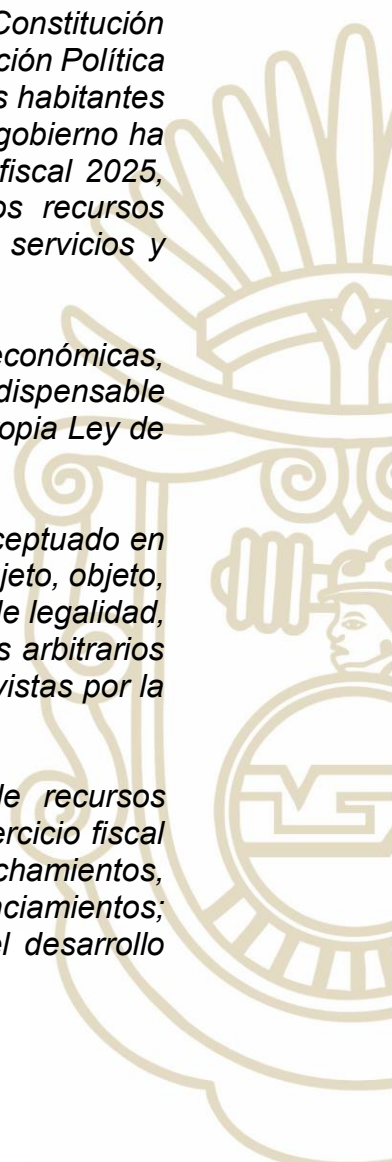 Constitución
ción Política
s habitantes
gobierno ha
fiscal 2025,
os recursos
servicios y
económicas,
dispensable
opia Ley de
ceptuado en
jeto, objeto,
le legalidad,
s arbitrarios
vistas por la
le recursos
ercicio fiscal
chamientos,
nciamientos;
el desarrollo